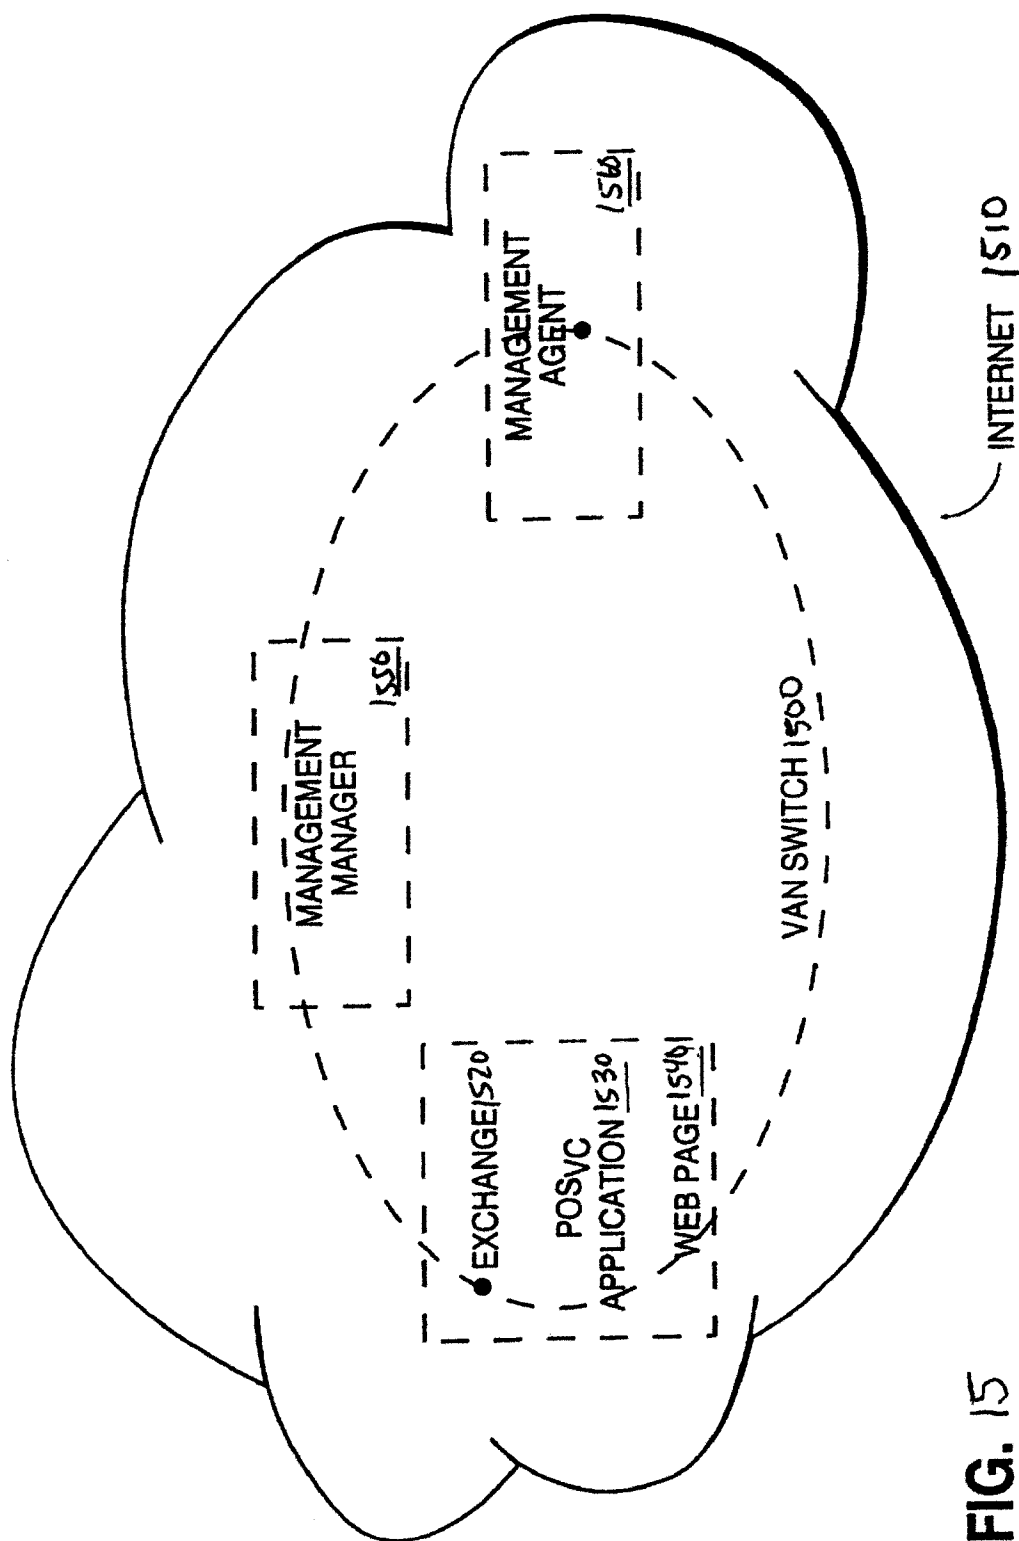 MANAGEMENT
MANAGER
1550
EXCHANGE 1520
POSVC
APPLICATION 1530
WEB PAGE 1540
MANAGEMENT
AGENT
1560
VAN SWITCH 1500
INTERNET 1510
FIG. 15